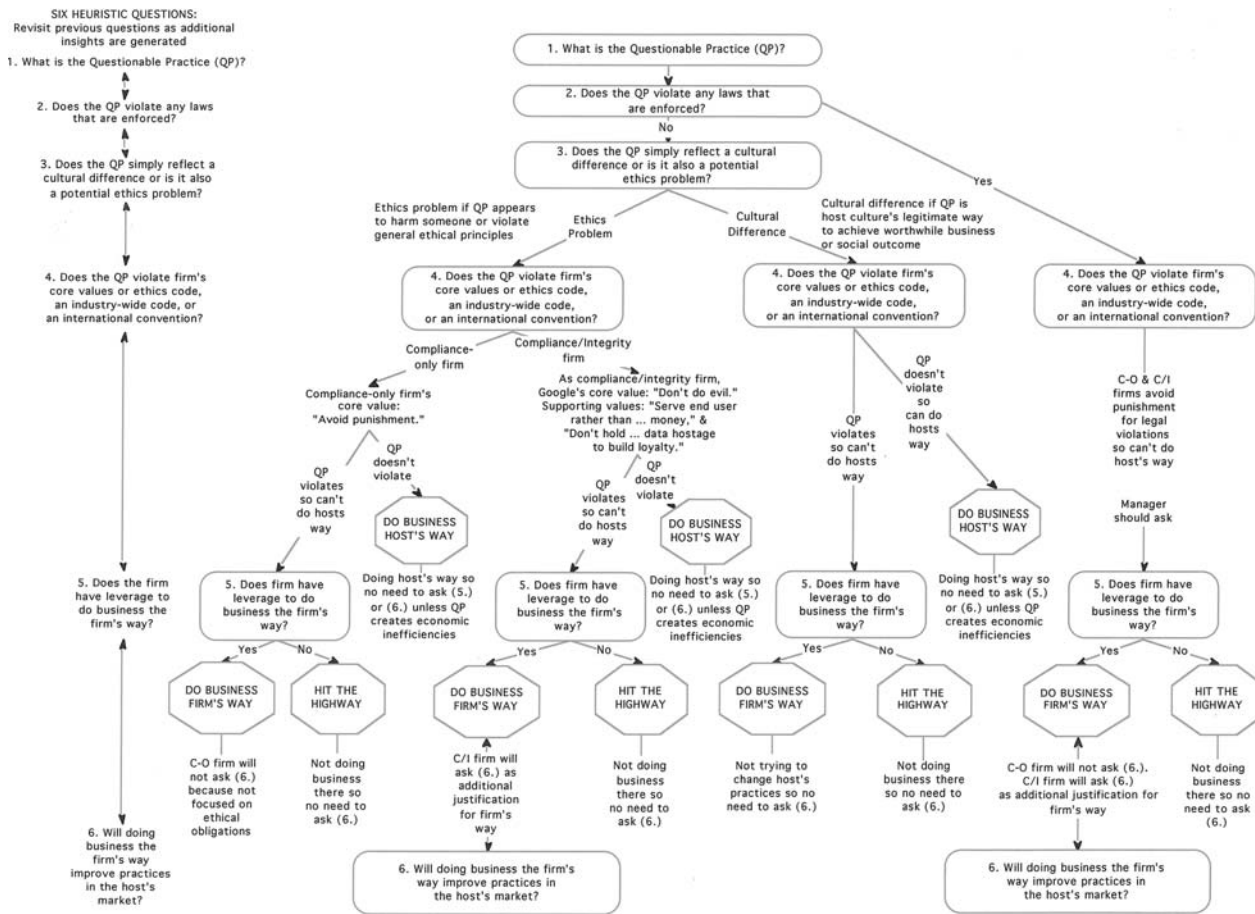 SIX HEURISTIC QUESTIONS:
Revisit previous questions as additional
insights are generated
1. What is the Questionable Practice (QP)?
2. Does the QP violate any laws
that are enforced?
3. Does the QP simply reflect a
cultural difference or is it also
a potential ethics problem?
4. Does the QP violate firm's
core values or ethics code,
an industry-wide code, or
an international convention?
5. Does the firm
have leverage to
do business the
firm's way?
6. Will doing
business the
firm's way
improve practices
in the host's
market?
1. What is the Questionable Practice (QP)?
2. Does the QP violate any laws that
are enforced?
No
Yes
3. Does the QP simply reflect a cultural
difference or is it also a potential
ethics problem?
Ethics problem if QP appears
to harm someone or violate
general ethical principles
Ethics
Problem
Cultural
Difference
Cultural difference if QP is
host culture's legitimate way
to achieve worthwhile business
or social outcome
4. Does the QP violate firm's
core values or ethics code,
an industry-wide code,
or an international convention?
4. Does the QP violate firm's
core values or ethics code,
an industry-wide code,
or an international convention?
4. Does the QP violate firm's
core values or ethics code,
an industry-wide code,
or an international convention?
Compliance-
only firm
Compliance/Integrity
firm
Compliance-only firm's
core value:
"Avoid punishment."
As compliance/integrity firm,
Google's core value: "Don't do evil."
Supporting values: "Serve end user
rather than ... money," &
"Don't hold ... data hostage
to build loyalty."
QP
violates
so can't
do hosts
way
QP
doesn't
violate
QP
violates
so can't
do hosts
way
QP
doesn't
violate
QP
violates
so can't
do hosts
way
QP
doesn't
violate
so
can do
hosts
way
C-O & C/I
firms avoid
punishment
for legal
violations
so can't do
host's way
Manager
should ask
DO BUSINESS
HOST'S WAY
DO BUSINESS
HOST'S WAY
DO BUSINESS
HOST'S WAY
Doing host's way so
no need to ask (5.)
or (6.) unless QP
creates economic
inefficiencies
Doing host's way so
no need to ask (5.)
or (6.) unless QP
creates economic
inefficiencies
Doing host's way so
no need to ask (5.)
or (6.) unless QP
creates economic
inefficiencies
5. Does firm have
leverage to do
business the firm's
way?
5. Does firm have
leverage to do
business the firm's
way?
5. Does firm have
leverage to do
business the firm's
way?
5. Does firm have
leverage to do
business the firm's
way?
Yes
No
Yes
No
Yes
No
Yes
No
DO BUSINESS
FIRM'S WAY
HIT THE
HIGHWAY
DO BUSINESS
FIRM'S WAY
HIT THE
HIGHWAY
DO BUSINESS
FIRM'S WAY
HIT THE
HIGHWAY
DO BUSINESS
FIRM'S WAY
HIT THE
HIGHWAY
C-O firm will
not ask (6.)
because not
focused on
ethical
obligations
Not doing
business
there so
no need to
ask (6.)
C/I firm will
ask (6.) as
additional
justification
for firm's
way
Not doing
business
there so
no need to
ask (6.)
Not trying to
change host's
practices so no
need to ask (6.)
Not doing
business there
so no need to
ask (6.)
C-O firm will not ask (6.).
C/I firm will ask (6.)
as additional justification for
firm's way
Not doing
business
there so no
need to ask
(6.)
6. Will doing business the firm's
way improve practices in
the host's market?
6. Will doing business the firm's
way improve practices in
the host's market?